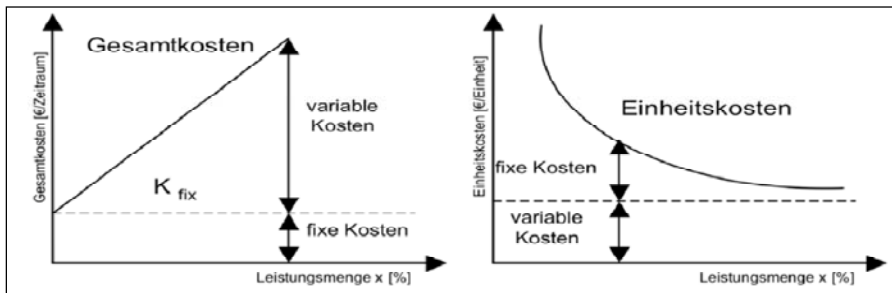 Gesamtkosten [€/Zeitraum]
Gesamtkosten
variable
Kosten
K fix
fixe Kosten
Leistungsmenge x [%]
Einheitskosten [€/Einheit]
Einheitskosten
fixe Kosten
variable
Kosten
Leistungsmenge x [%]